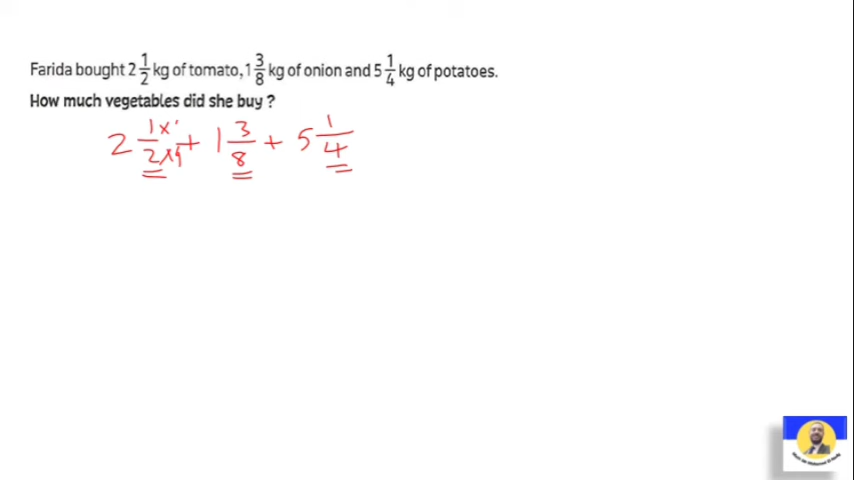 Farida bought 2 1/2 kg of tomato, 1 3/8 kg of onion and 5 1/4 kg of potatoes.
How much vegetables did she buy ?
2 1×/2×4 + 1 3/8 + 5 1/4